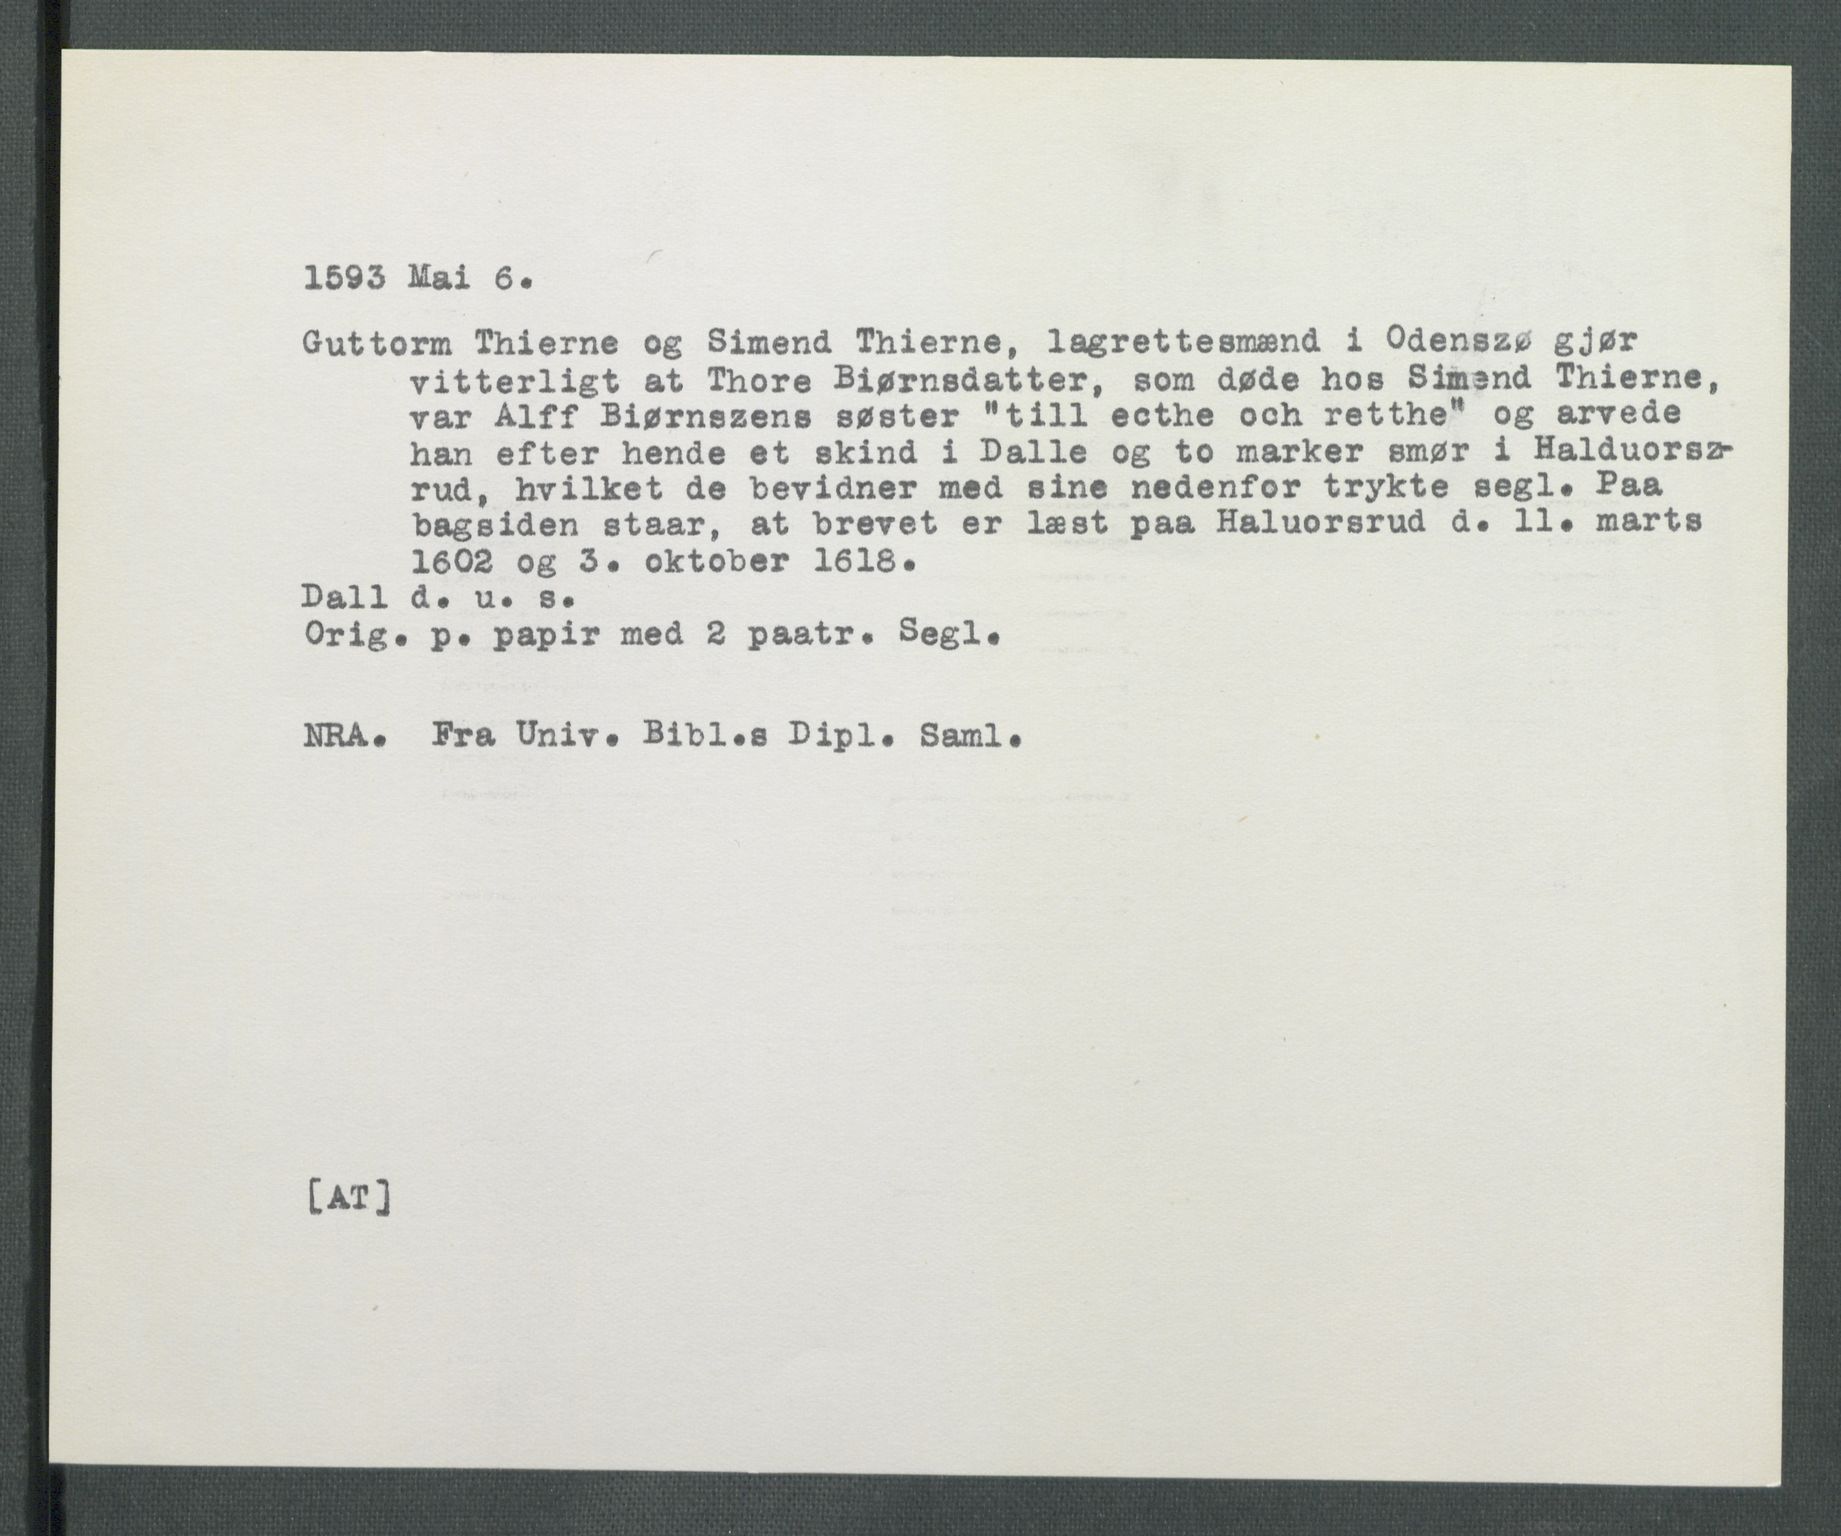 1593 Mai 6.
Guttorm Thierne og Simend Thierne, lagrettesmænd i Odenszø gjør
vitterligt at Thore Biørnsdatter, som døde hos Simend Thierne,
var Alff Biørnszens søster "till ecthe och retthe" og arvede
han efter hende et skind i Dalle og to marker smør i Halduorsz-
rud, hvilket de bevidner med sine nedenfor trykte segl. Paa
bagsiden staar, at brevet er læst paa Haluorsrud d. 11. marts
1602 og 3. oktober 1618.
Dall d. u. s.
Orig. p. papir med 2 paatr. Segl.
NRA. Fra Univ. Bibl.s Dipl. Saml.
[AT]